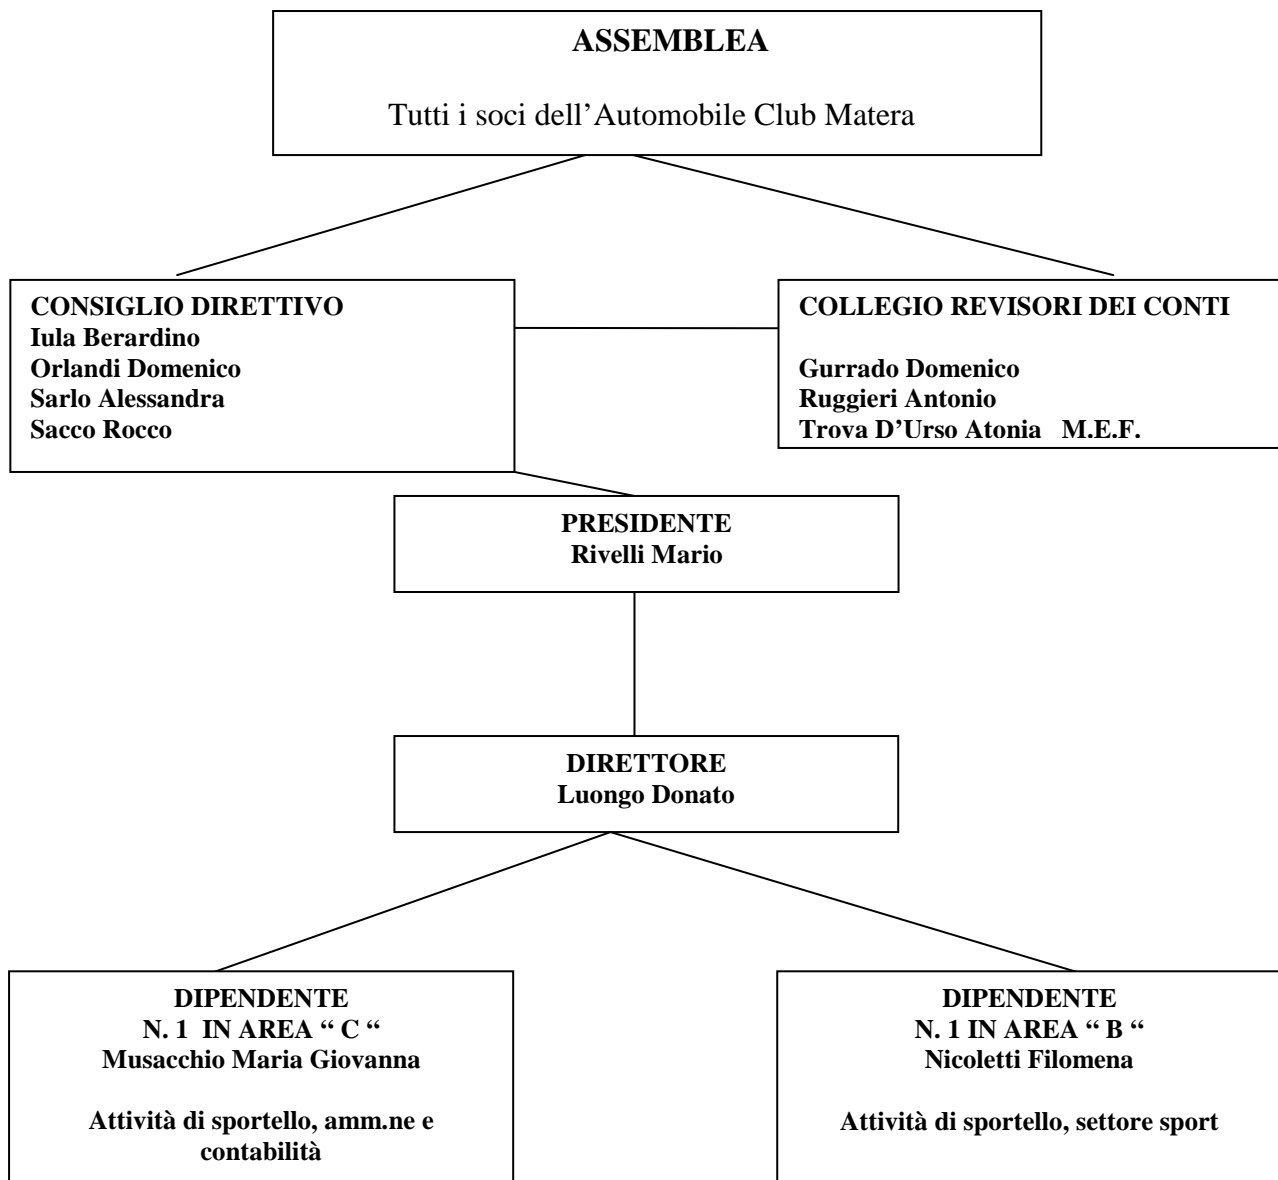 ASSEMBLEA
Tutti i soci dell’Automobile Club Matera
CONSIGLIO DIRETTIVO
Iula Berardino
Orlandi Domenico
Sarlo Alessandra
Sacco Rocco
COLLEGIO REVISORI DEI CONTI
Gurrado Domenico
Ruggieri Antonio
Trova D’Urso Atonia M.E.F.
PRESIDENTE
Rivelli Mario
DIRETTORE
Luongo Donato
DIPENDENTE
N. 1 IN AREA “ C “
Musacchio Maria Giovanna
Attività di sportello, amm.ne e
contabilità
DIPENDENTE
N. 1 IN AREA “ B “
Nicoletti Filomena
Attività di sportello, settore sport